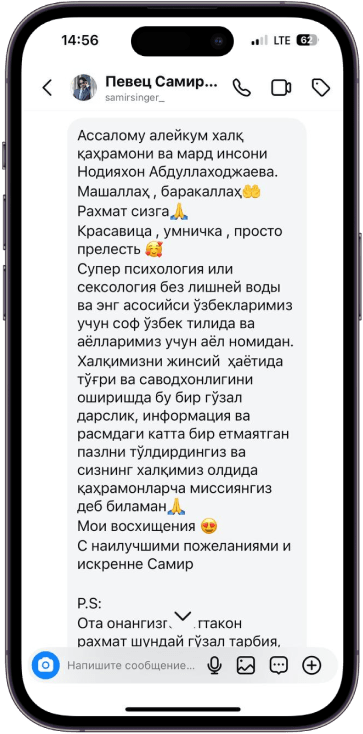 14:56 LTE 62
Певец Самир...
samirsinger_
Ассалому алейкум халқ
қаҳрамони ва мард инсони
Нодияхон Абдуллаходжаева.
Машаллаҳ , баракаллаҳ🤲
Рахмат сизга🙏
Красавица , умничка , просто
прелесть 🥰
Супер психология или
сексология без лишней воды
ва энг асосийси ўзбекларимиз
учун соф ўзбек тилида ва
аёлларимиз учун аёл номидан.
Халқимизни жинсий ҳаётида
тўғри ва саводхонлигини
оширишда бу бир гўзал
дарслик, информация ва
расмдаги катта бир етмаятган
пазлни тўлдирдингиз ва
сизнинг халқимиз олдида
қаҳрамонларча миссиянгиз
деб биламан🙏
Мои восхищения 😍
С наилучшими пожеланиями и
искренне Самир
P.S:
Ота онангизг
рахмат шундай гўзал тарбия,
Напишите сообщение...